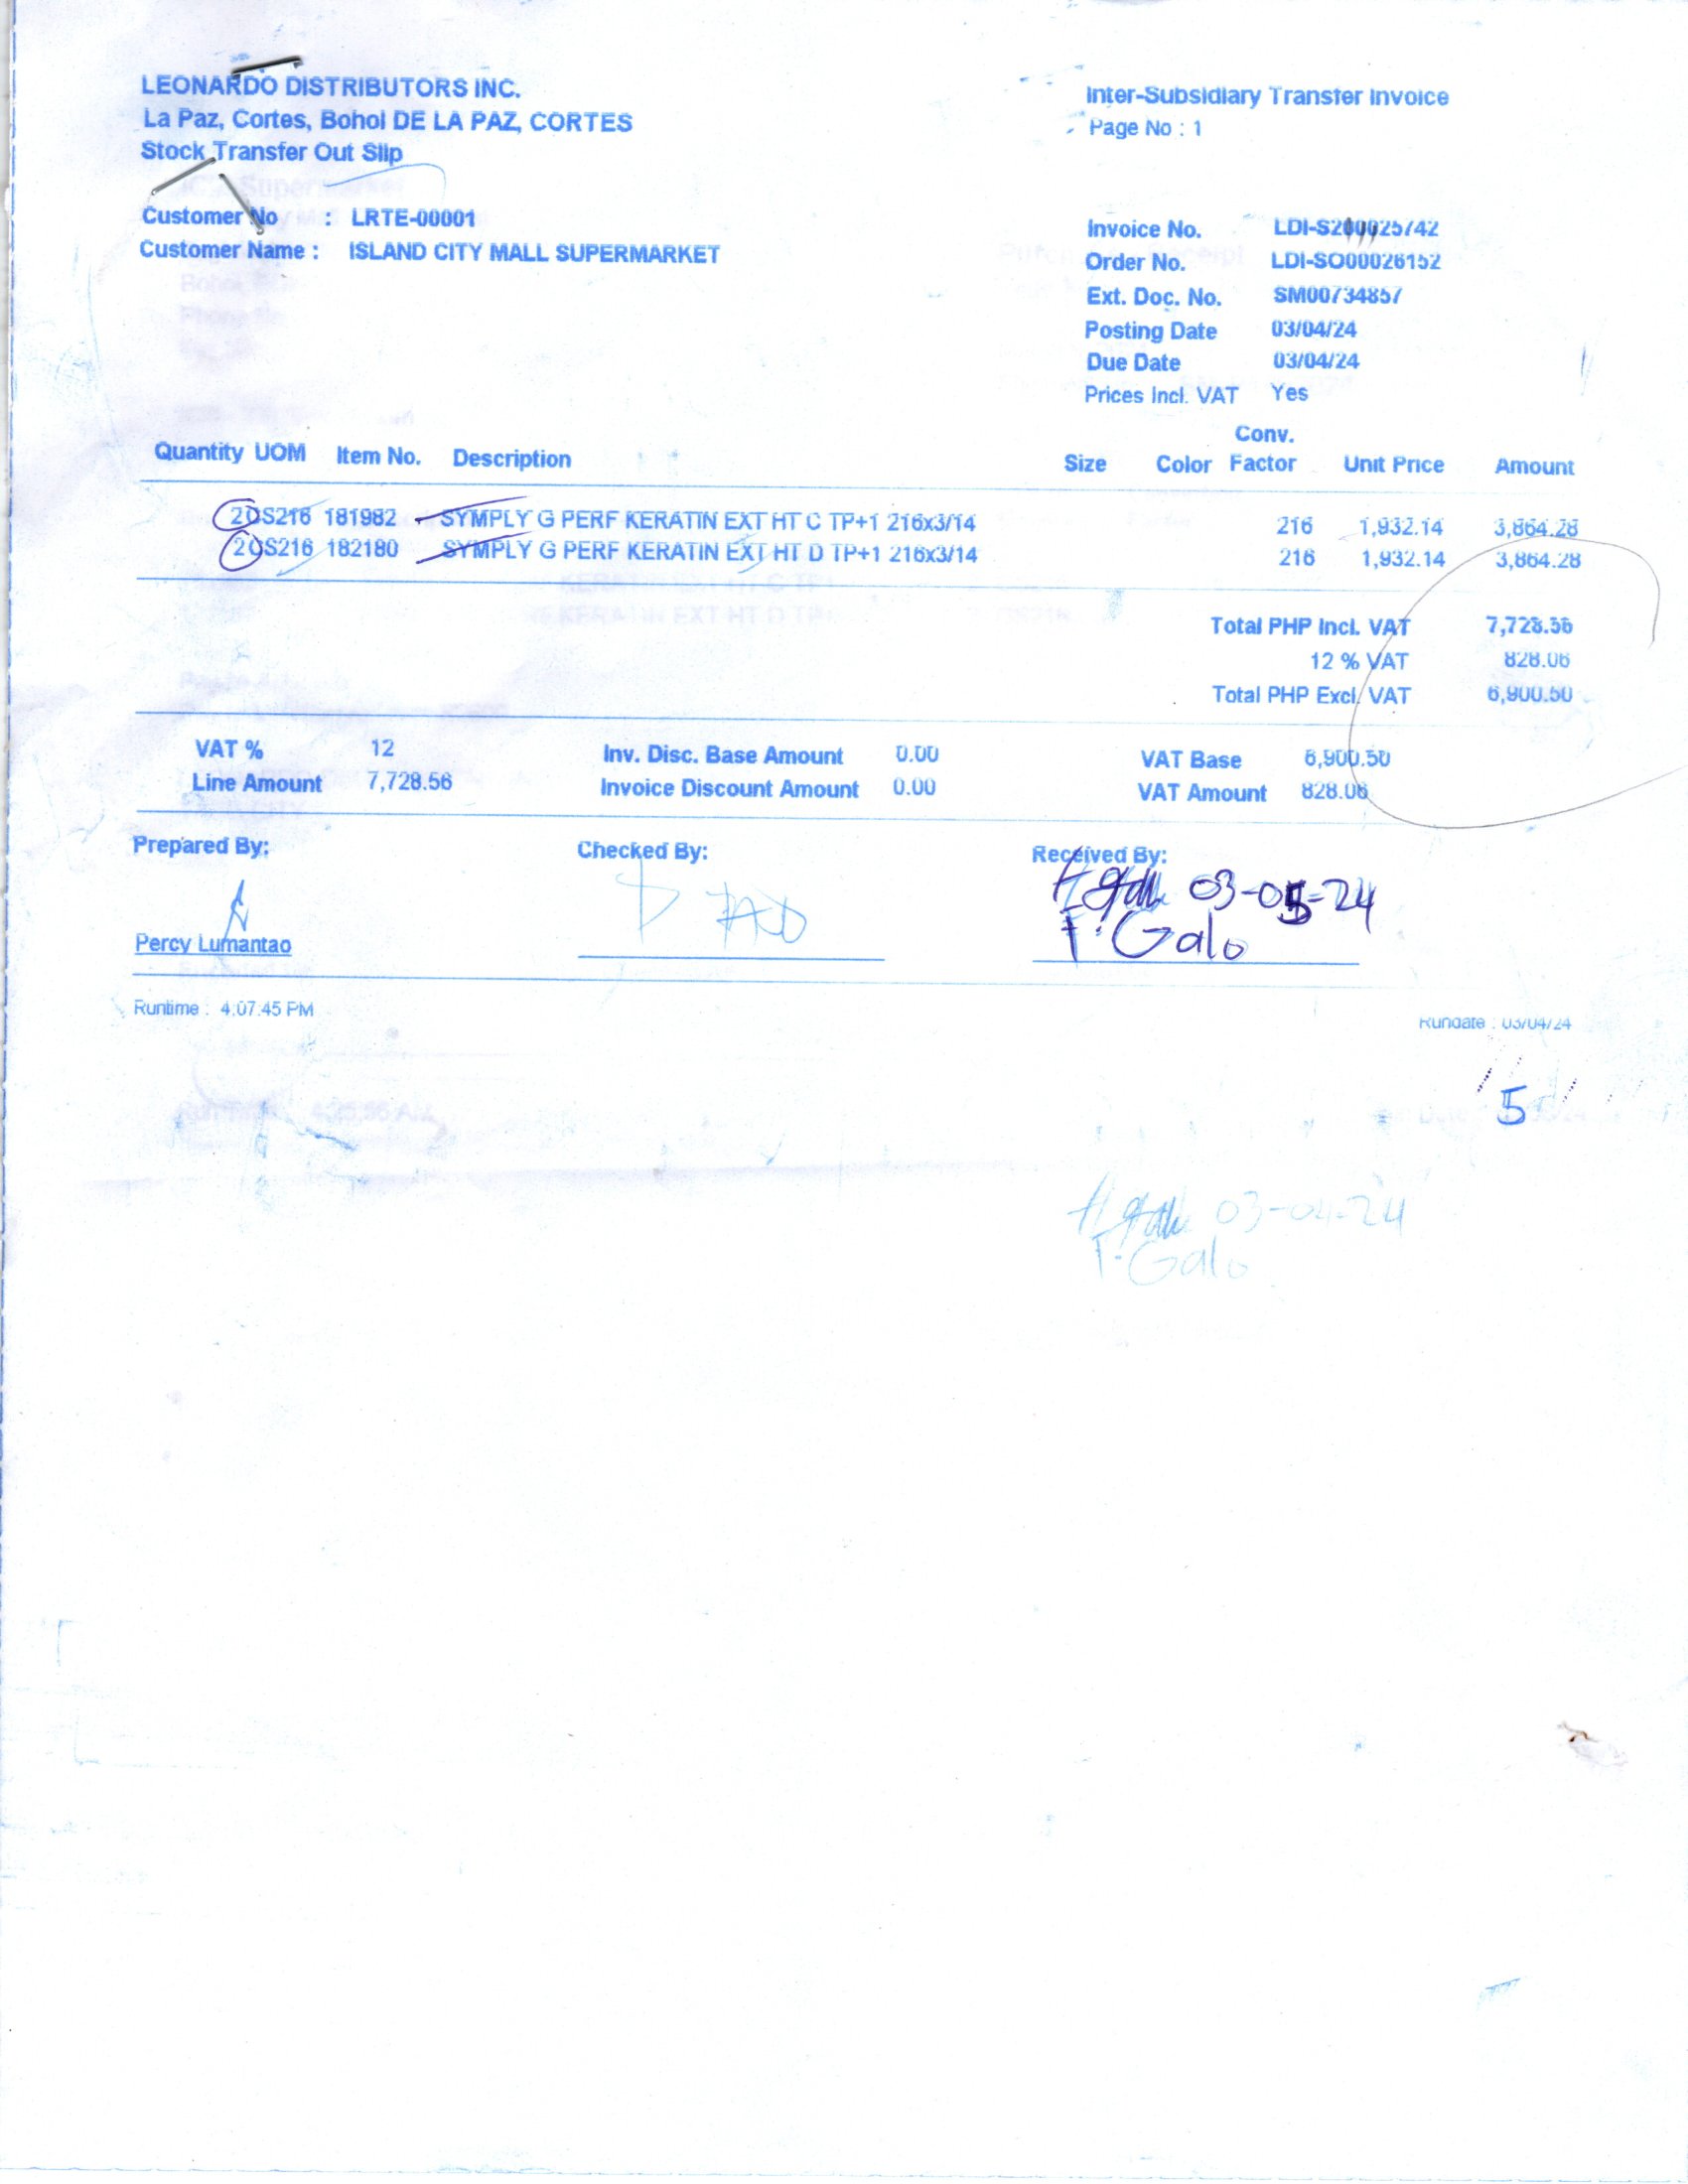 LEONARDO DISTRIBUTORS INC.
La Paz, Cortes, Bohol DE LA PAZ, CORTES
Stock Transfer Out Slip
Inter-Subsidiary Transfer Invoice
Page No : 1
Customer No : LRTE-00001
Customer Name : ISLAND CITY MALL SUPERMARKET
Invoice No.
Order No. LDI-SO00026152
Ext. Doc. No. SM00734857
Posting Date 03/04/24
Due Date 03/04/24
Prices Incl. VAT Yes
Quantity UOM Item No. Description Size Color Conv. Factor Unit Price Amount
2 OS216 181982 SYMPLY G PERF KERATIN EXT HT C TP+1 216x3/14 216 1,932.14 3,864.28
2 OS216 182180 SYMPLY G PERF KERATIN EXT HT D TP+1 216x3/14 216 1,932.14 3,864.28
Total PHP Incl. VAT 7,728.56
12 % VAT 828.06
Total PHP Excl. VAT 6,900.50
VAT % 12 Inv. Disc. Base Amount 0.00 VAT Base 6,900.50
Line Amount 7,728.56 Invoice Discount Amount 0.00 VAT Amount 828.06
Prepared By: Checked By: Received By:
03-05-24
Percy Lumantao F. Galo
Runtime : 4:07:45 PM Rundate : 03/04/24
5
4:25:56 AM
03-04-24
F. Galo